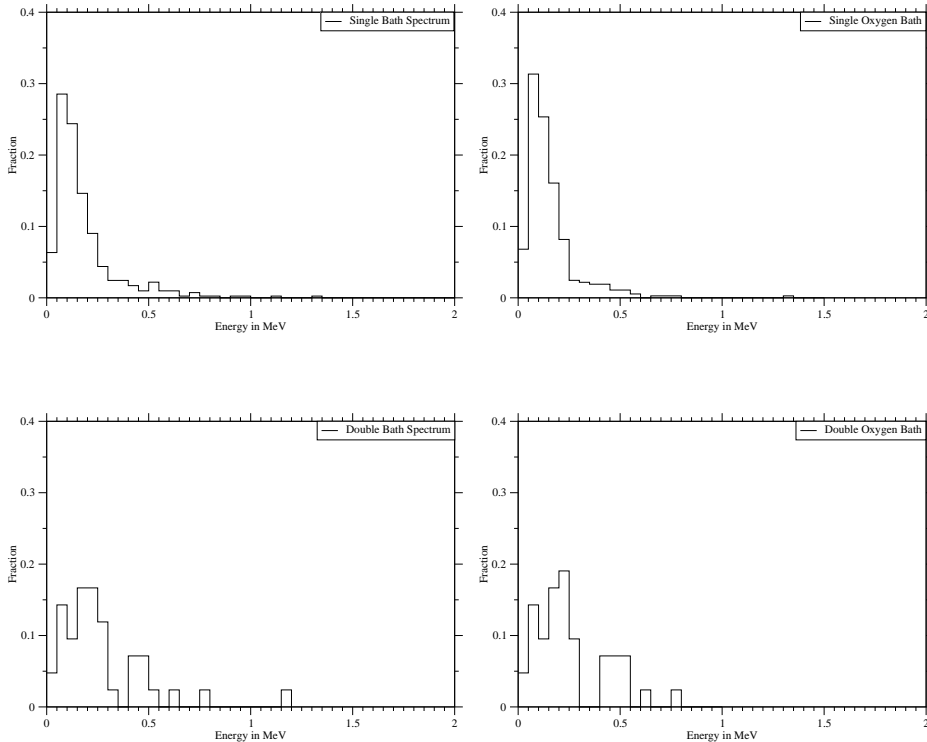 0.4
Single Bath Spectrum
0.3
Fraction
0.2
0.1
0
0 0.5 1 1.5 2
Energy in MeV
0.4
Single Oxygen Bath
0.3
Fraction
0.2
0.1
0
0 0.5 1 1.5 2
Energy in MeV
0.4
Double Bath Spectrum
0.3
Fraction
0.2
0.1
0
0 0.5 1 1.5 2
Energy in MeV
0.4
Double Oxygen Bath
0.3
Fraction
0.2
0.1
0
0 0.5 1 1.5 2
Energy in MeV